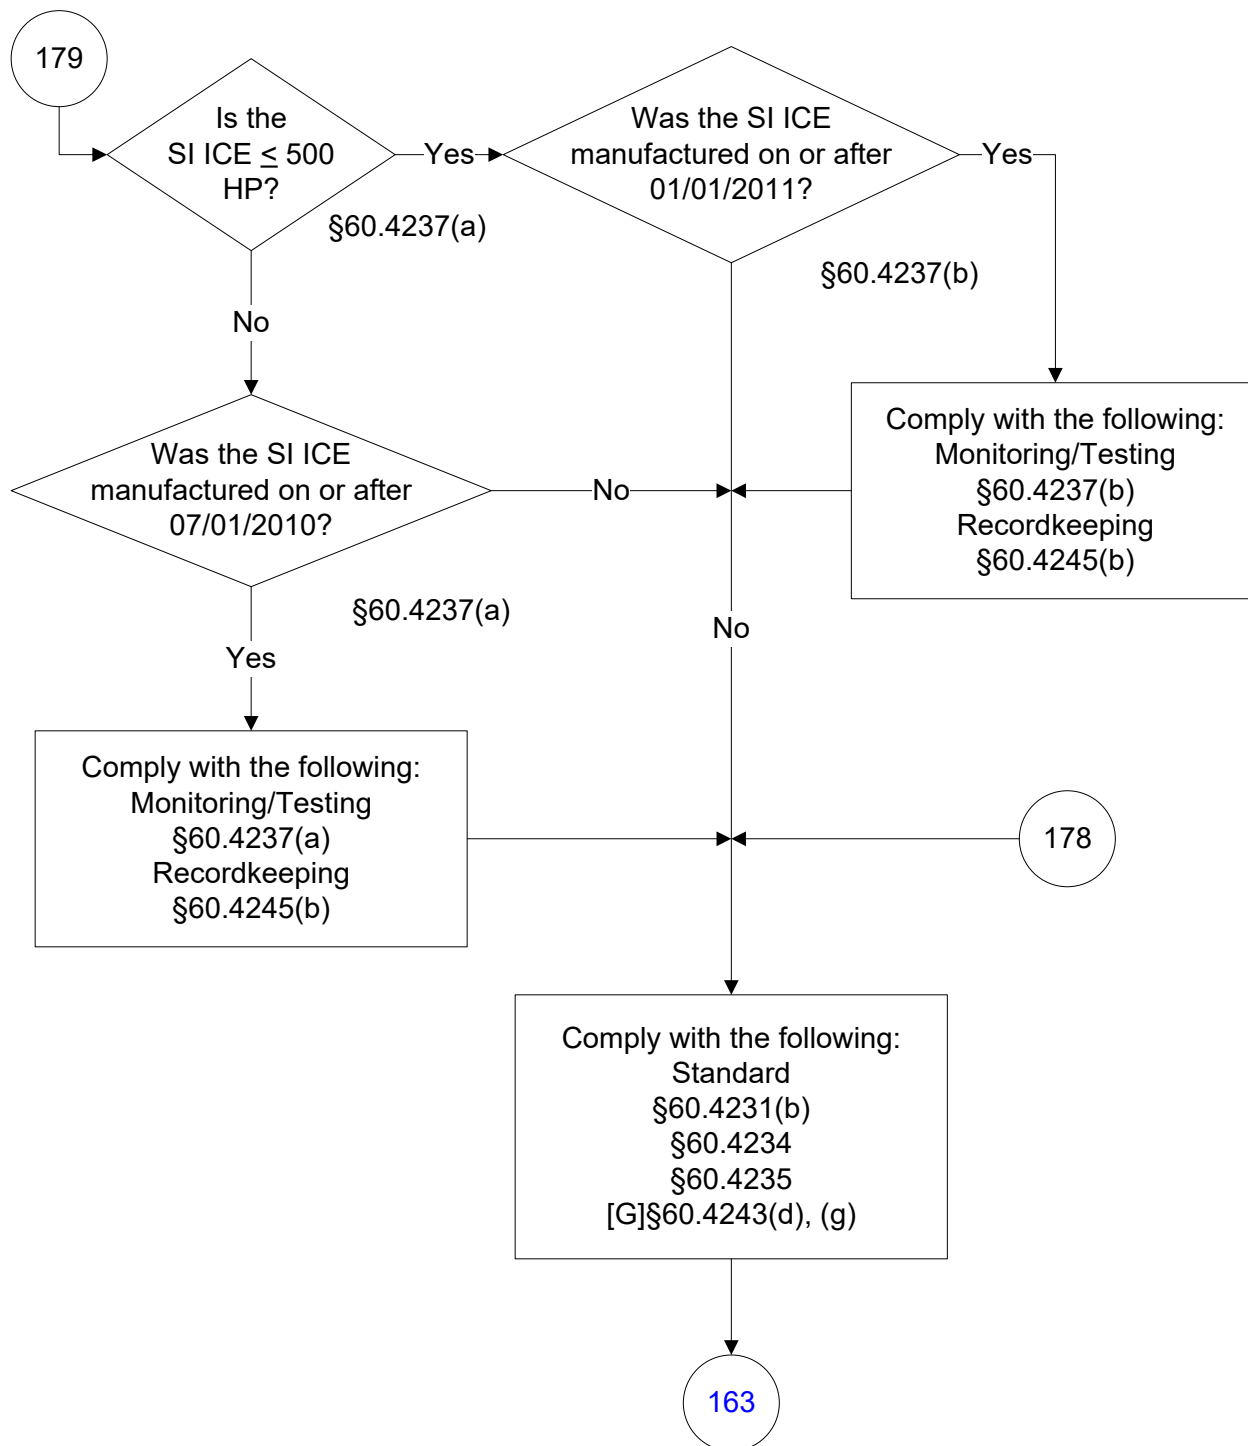 179
Is the
SI ICE ≤ 500
HP?
§60.4237(a)
Yes
Was the SI ICE
manufactured on or after
01/01/2011?
§60.4237(b)
Yes
No
Comply with the following:
Monitoring/Testing
§60.4237(b)
Recordkeeping
§60.4245(b)
Was the SI ICE
manufactured on or after
07/01/2010?
§60.4237(a)
No
No
Yes
Comply with the following:
Monitoring/Testing
§60.4237(a)
Recordkeeping
§60.4245(b)
178
Comply with the following:
Standard
§60.4231(b)
§60.4234
§60.4235
[G]§60.4243(d), (g)
163